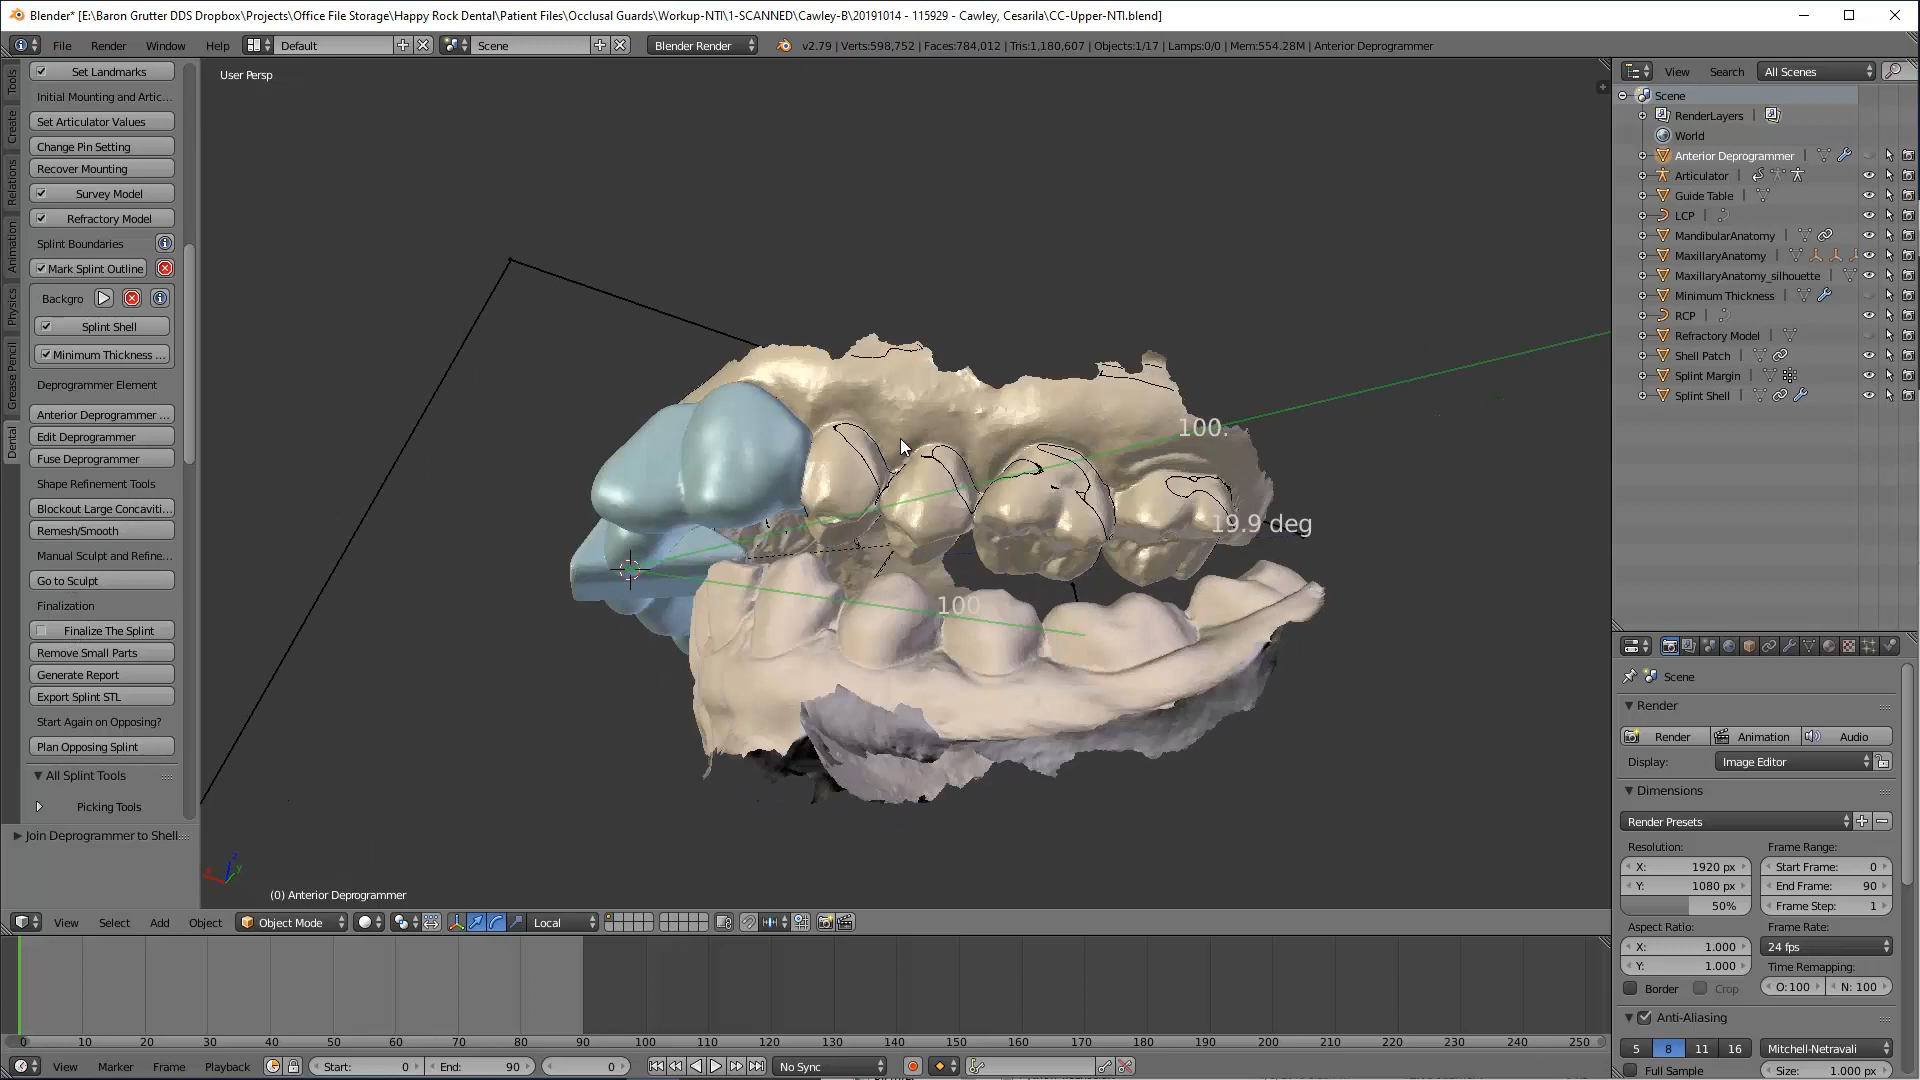 Blender* [E:\Baron Grutter DDS Dropbox\Projects\Office File Storage\Happy Rock Dental\Patient Files\Occlusal Guards\Workup-NTI\1-SCANNED\Cawley-B\20191014 - 115929 - Cawley, Cesarila\CC-Upper-NTI.blend]
File Render Window Help Default Scene Blender Render v2.79 | Verts:598,752 | Faces:784,012 | Tris:1,180,607 | Objects:1/17 | Lamps:0/0 | Mem:554.28M | Anterior Deprogrammer
Tools
Create
Relations
Animation
Physics
Grease Pencil
Dental
Set Landmarks
Initial Mounting and Artic...
Set Articulator Values
Change Pin Setting
Recover Mounting
Survey Model
Refractory Model
Splint Boundaries
Mark Splint Outline
Backgro
Splint Shell
Minimum Thickness ...
Deprogrammer Element
Anterior Deprogrammer ...
Edit Deprogrammer
Fuse Deprogrammer
Shape Refinement Tools
Blockout Large Concaviti...
Remesh/Smooth
Manual Sculpt and Refine...
Go to Sculpt
Finalization
Finalize The Splint
Remove Small Parts
Generate Report
Export Splint STL
Start Again on Opposing?
Plan Opposing Splint
All Splint Tools
Picking Tools
Join Deprogrammer to Shell
User Persp
100.
19.9 deg
100
(0) Anterior Deprogrammer
View Select Add Object Object Mode Local
0 10 20 30 40 50 60 70 80 90 100 110 120 130 140 150 160 170 180 190 200 210 220 230 240 250
View Marker Frame Playback Start: 0 End: 90 0 No Sync
View Search All Scenes
Scene
RenderLayers
World
Anterior Deprogrammer
Articulator
Guide Table
LCP
MandibularAnatomy
MaxillaryAnatomy
MaxillaryAnatomy_silhouette
Minimum Thickness
RCP
Refractory Model
Shell Patch
Splint Margin
Splint Shell
Scene
Render
Render Animation Audio
Display: Image Editor
Dimensions
Render Presets
Resolution: Frame Range:
X: 1920 px Start Frame: 0
Y: 1080 px End Frame: 90
50% Frame Step: 1
Aspect Ratio: Frame Rate:
X: 1.000 24 fps
Y: 1.000 Time Remapping:
Border Crop O:100 N: 100
Anti-Aliasing
5 8 11 16 Mitchell-Netravali
Full Sample Size: 1.000 px